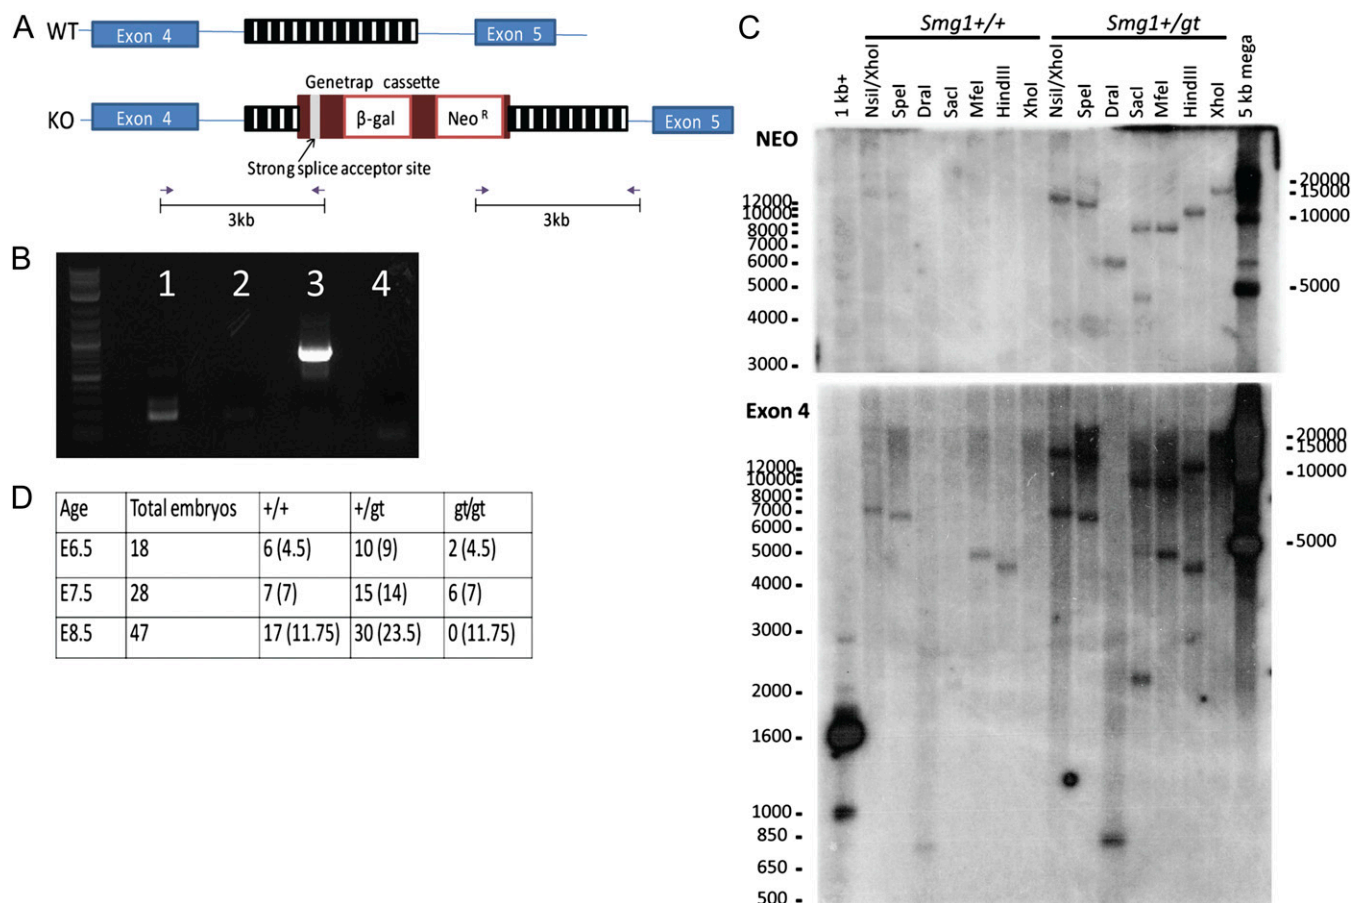 A
WT
Exon 4
Exon 5
Genetrap cassette
KO
Exon 4
β-gal
Neo R
Exon 5
Strong splice acceptor site
3kb
3kb
B
1 2 3 4
D
Age Total embryos +/+ +/gt gt/gt
E6.5 18 6 (4.5) 10 (9) 2 (4.5)
E7.5 28 7 (7) 15 (14) 6 (7)
E8.5 47 17 (11.75) 30 (23.5) 0 (11.75)
C
Smg1+/+ Smg1+/gt
1 kb+ NsiI/XhoI SpeI DraI SacI MfeI HindIII XhoI NsiI/XhoI SpeI DraI SacI MfeI HindIII XhoI 5 kb mega
NEO
12000
10000
8000
7000
6000
5000
4000
3000
20000
15000
10000
5000
Exon 4
12000
10000
8000
7000
6000
5000
4000
3000
2000
1600
1000
850
650
500
20000
15000
10000
5000